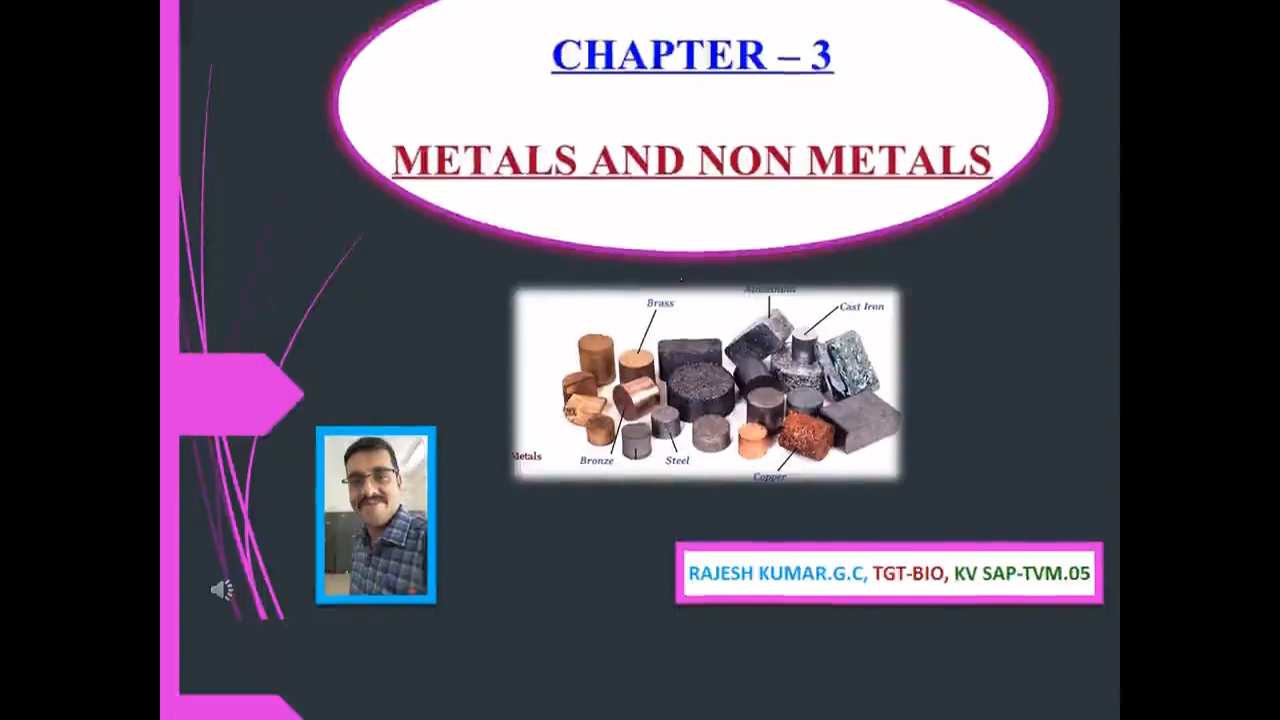 CHAPTER – 3
METALS AND NON METALS
Brass
Cast Iron
Metals
Bronze
Steel
Copper
RAJESH KUMAR.G.C, TGT-BIO, KV SAP-TVM.05